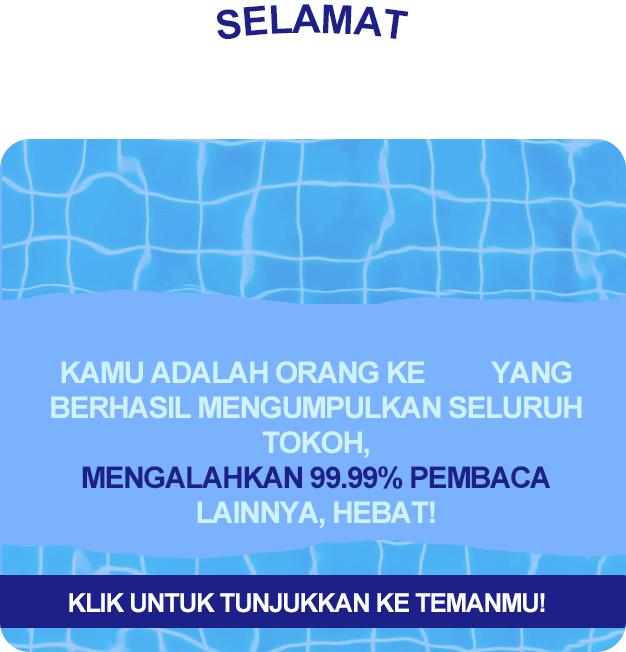 SELAMAT
KAMU ADALAH ORANG KE YANG
BERHASIL MENGUMPULKAN SELURUH
TOKOH,
MENGALAHKAN 99.99% PEMBACA
LAINNYA, HEBAT!
KLIK UNTUK TUNJUKKAN KE TEMANMU!